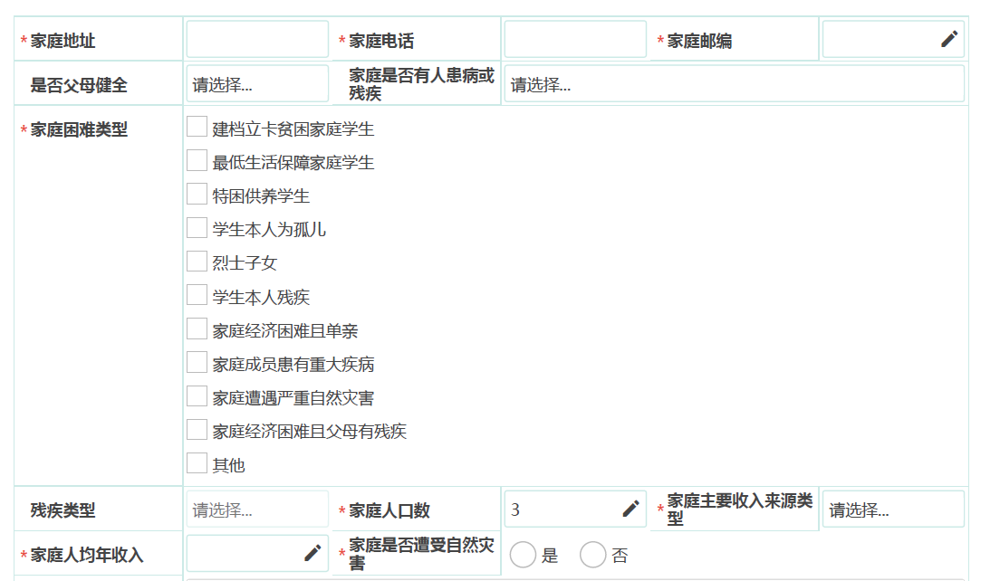 *家庭地址 *家庭电话 *家庭邮编
是否父母健全 请选择... 家庭是否有人患病或残疾 请选择...
*家庭困难类型
建档立卡贫困家庭学生
最低生活保障家庭学生
特困供养学生
学生本人为孤儿
烈士子女
学生本人残疾
家庭经济困难且单亲
家庭成员患有重大疾病
家庭遭遇严重自然灾害
家庭经济困难且父母有残疾
其他
残疾类型 请选择... *家庭人口数 3 *家庭主要收入来源类型 请选择...
*家庭人均年收入 *家庭是否遭受自然灾害 是 否